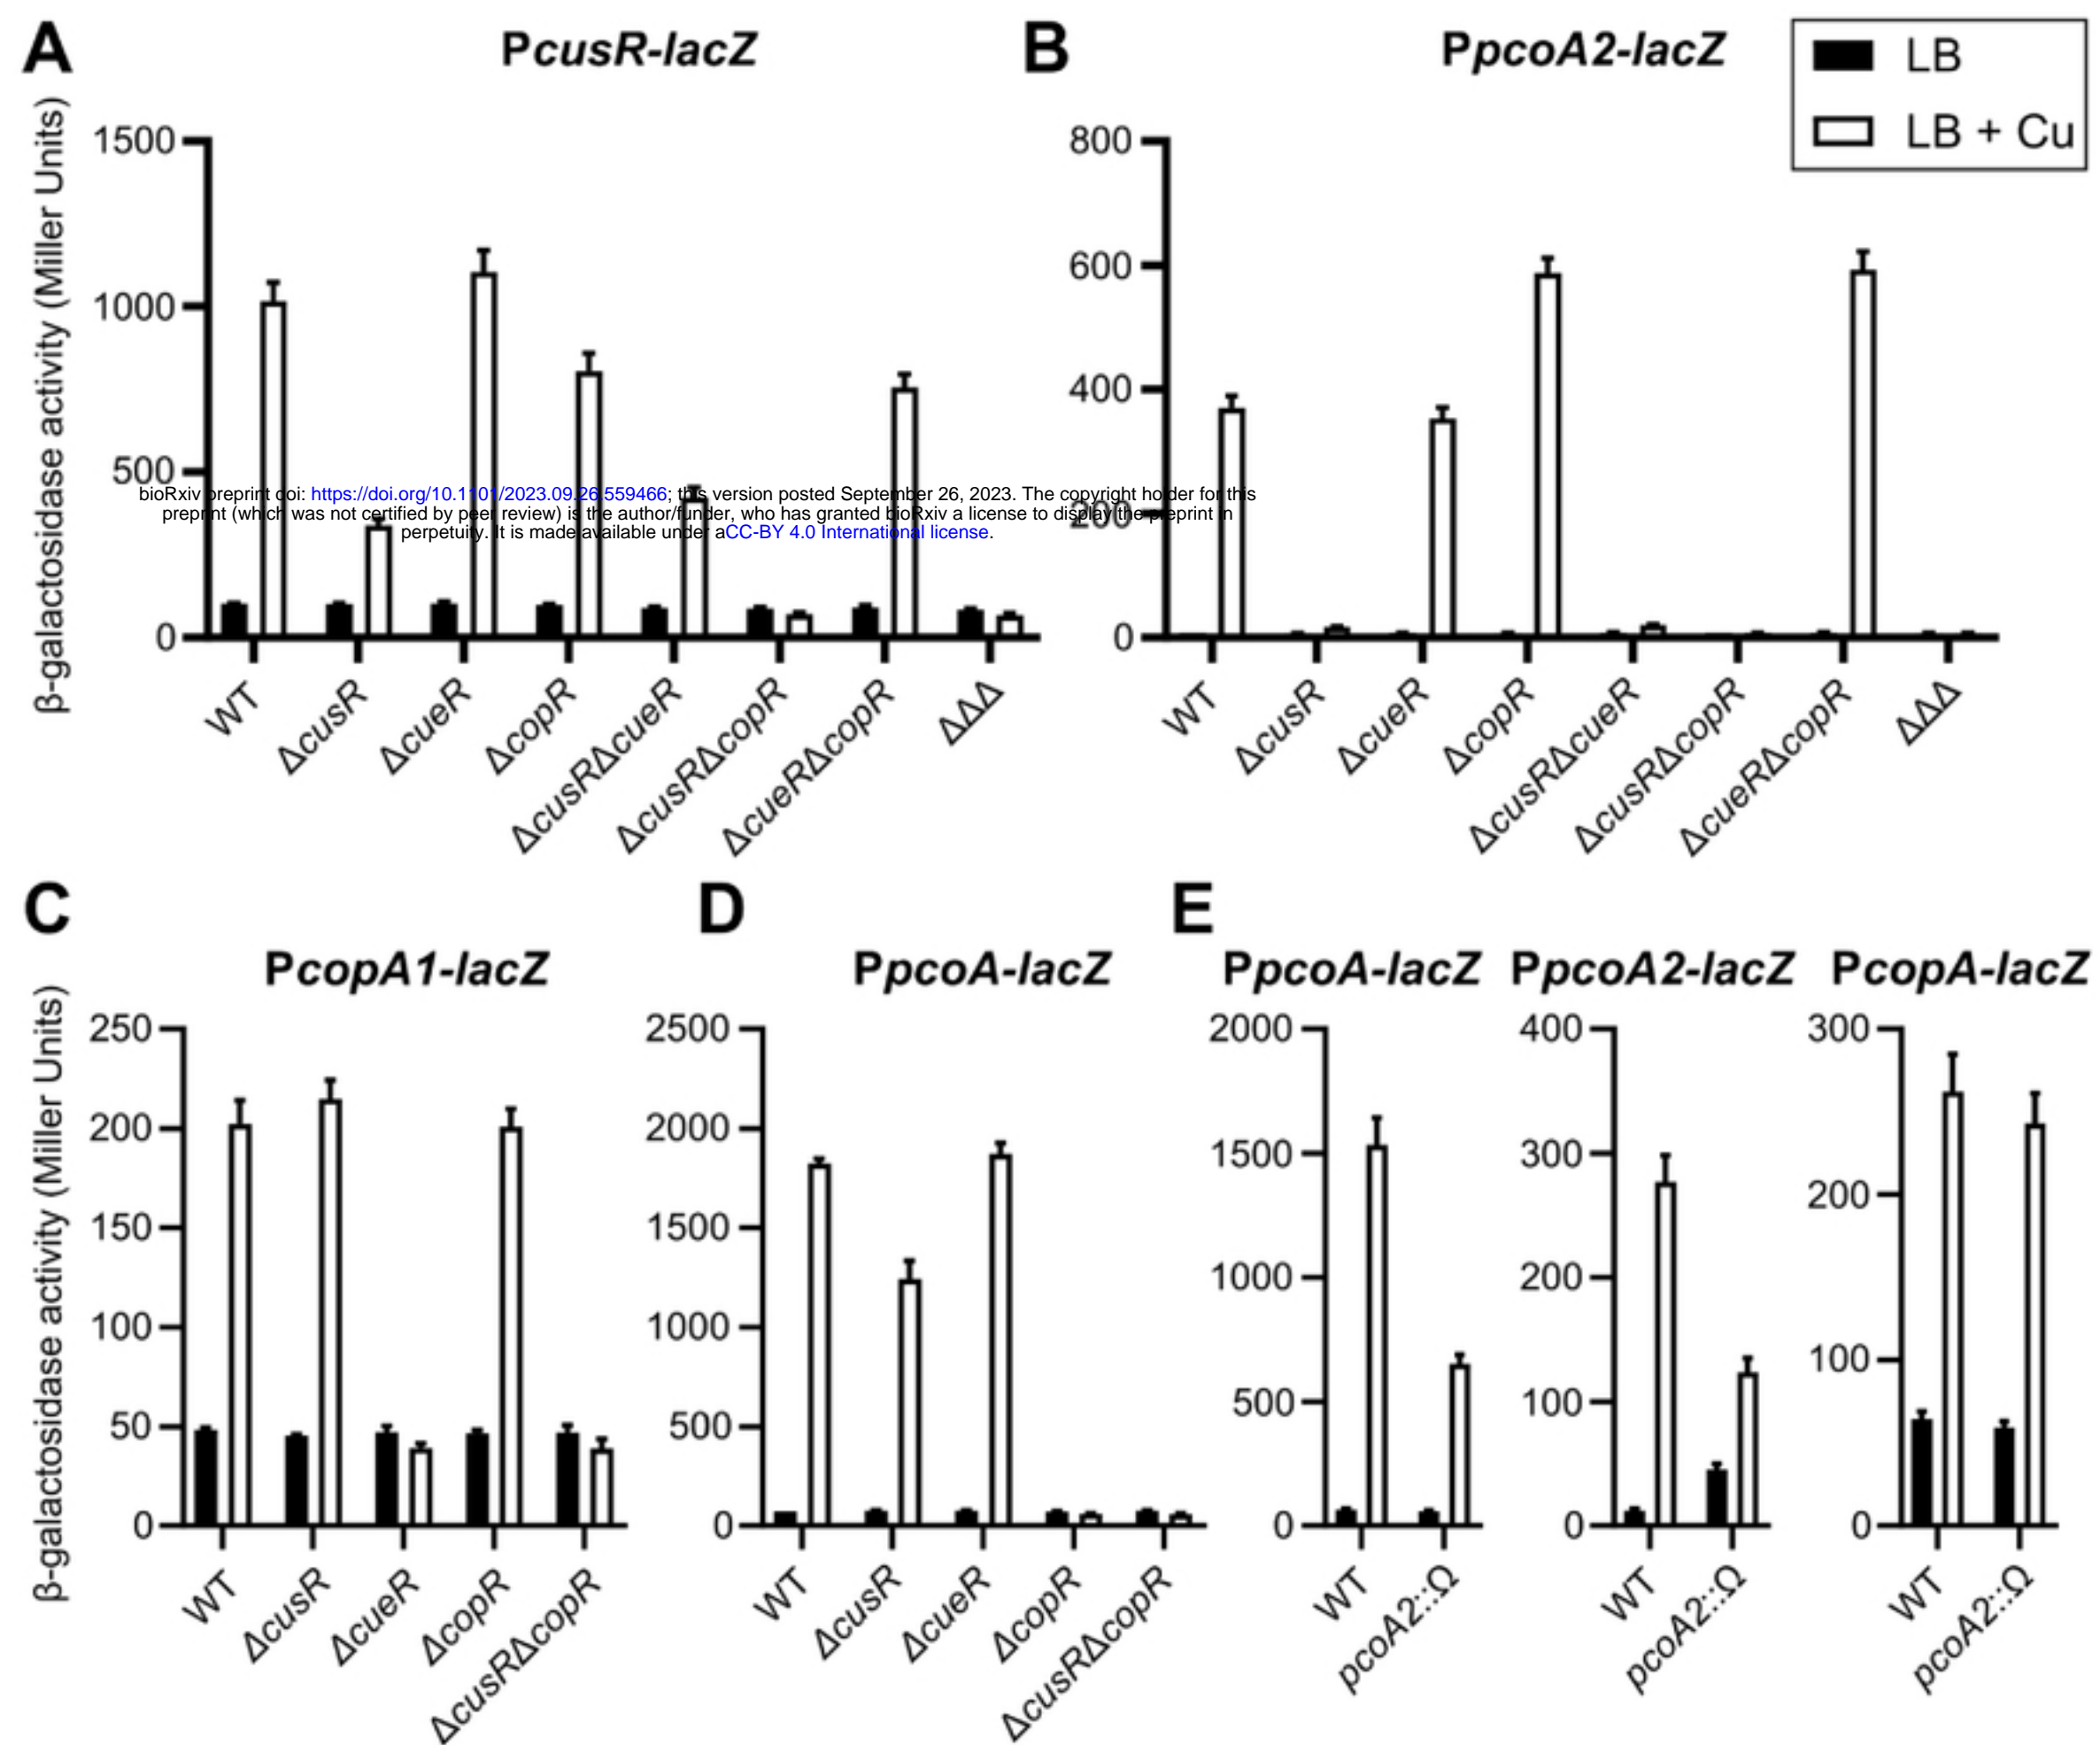 A
PcusR-lacZ
B
PpcoA2-lacZ
LB
LB + Cu
β-galactosidase activity (Miller Units)
1500
1000
500
0
800
600
400
200
0
bioRxiv preprint doi: https://doi.org/10.1101/2023.09.26.559466; this version posted September 26, 2023. The copyright holder for this
preprint (which was not certified by peer review) is the author/funder, who has granted bioRxiv a license to display the preprint in
perpetuity. It is made available under aCC-BY 4.0 International license.
WT
ΔcusR
ΔcueR
ΔcopR
ΔcusRΔcueR
ΔcusRΔcopR
ΔcueRΔcopR
ΔΔΔ
WT
ΔcusR
ΔcueR
ΔcopR
ΔcusRΔcueR
ΔcusRΔcopR
ΔcueRΔcopR
ΔΔΔ
C
PcopA1-lacZ
β-galactosidase activity (Miller Units)
250
200
150
100
50
0
WT
ΔcusR
ΔcueR
ΔcopR
ΔcusRΔcopR
D
PpcoA-lacZ
2500
2000
1500
1000
500
0
WT
ΔcusR
ΔcueR
ΔcopR
ΔcusRΔcopR
E
PpcoA-lacZ
2000
1500
1000
500
0
WT
pcoA2::Ω
PpcoA2-lacZ
400
300
200
100
0
WT
pcoA2::Ω
PcopA-lacZ
300
200
100
0
WT
pcoA2::Ω